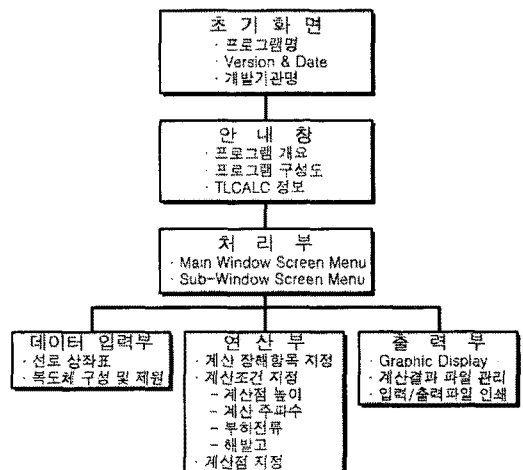 초 기 화 면
· 프로그램명
· Version & Date
· 개발기관명
안 내 창
· 프로그램 개요
· 프로그램 구성도
· TLCALC 정보
처 리 부
· Main Window Screen Menu
· Sub-Window Screen Menu
데이터 입력부
· 선로 상좌표
· 복도체 구성 및 제원
연 산 부
· 계산 장해항목 지정
· 계산조건 지정
- 계산점 높이
- 계산 주파수
- 부하전류
- 해발고
· 계산점 지정
출 력 부
· Graphic Display
· 계산결과 파일 관리
· 입력/출력파일 인쇄